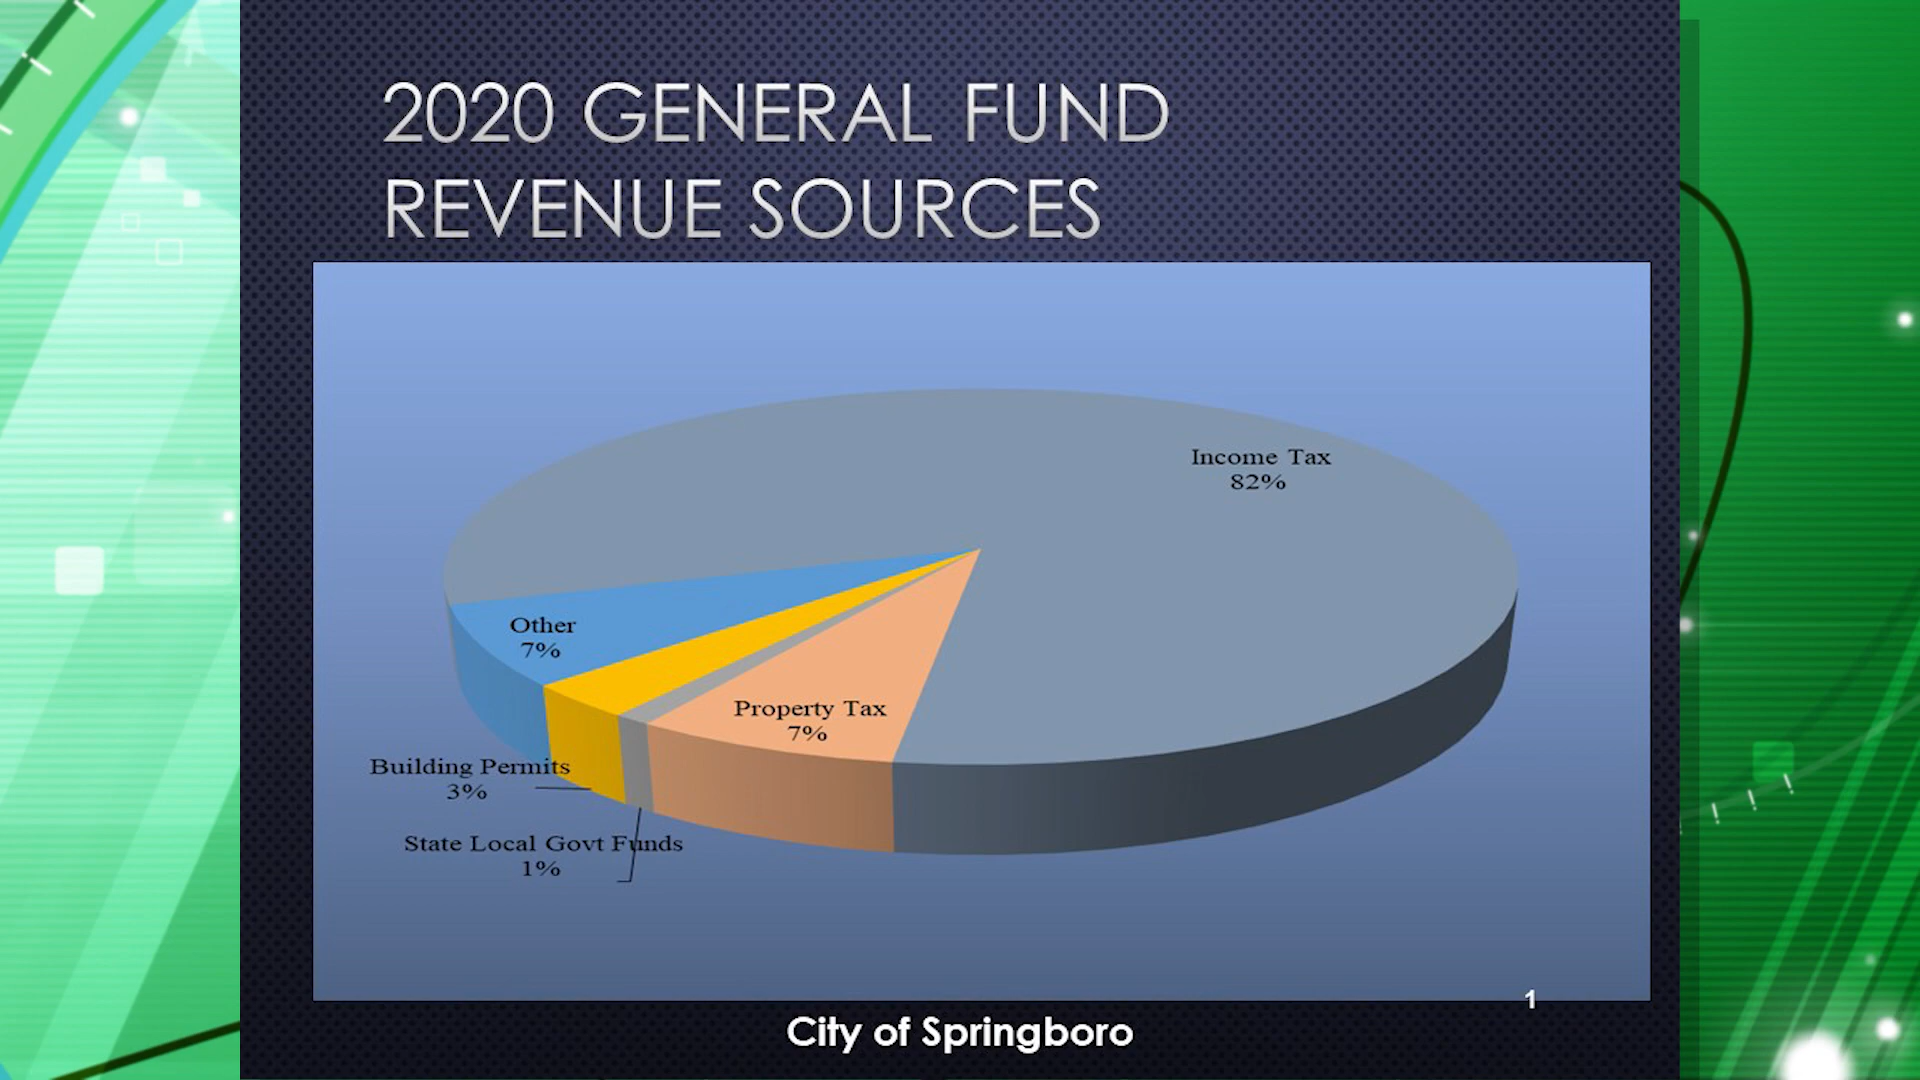 2020 GENERAL FUND
REVENUE SOURCES
Income Tax
82%
Other
7%
Property Tax
7%
Building Permits
3%
State Local Govt Funds
1%
1
City of Springboro